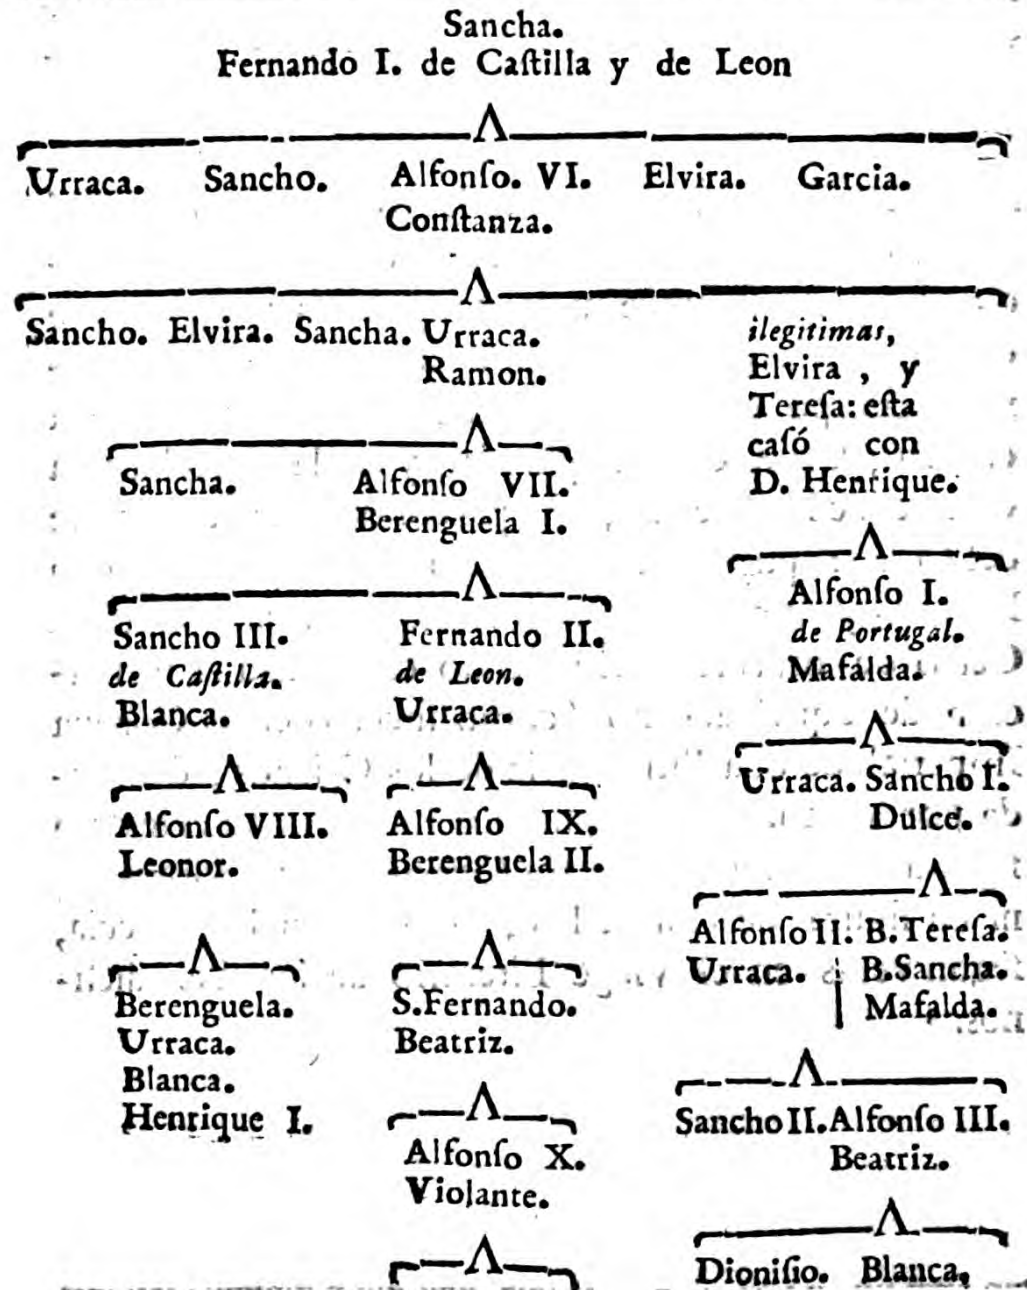 Sancha.
Fernando I. de Caſtilla y de Leon
Urraca. Sancho. Alfonſo. VI. Elvira. Garcia.
Conſtanza.
Sancho. Elvira. Sancha. Urraca.
Ramon.
ilegitimas,
Elvira , y
Tereſa: eſta
caſó con
D. Henrique.
Sancha. Alfonſo VII.
Berenguela I.
Sancho III. Fernando II.
de Caſtilla. de Leon.
Blanca. Urraca.
Alfonſo I.
de Portugal.
Mafalda.
Alfonſo VIII. Alfonſo IX.
Leonor. Berenguela II.
Urraca. Sancho I.
Dulce.
Berenguela.
Urraca.
Blanca.
Henrique I.
S.Fernando.
Beatriz.
Alfonſo II. B.Tereſa.
Urraca. B.Sancha.
Mafalda.
Alfonſo X.
Violante.
Sancho II. Alfonſo III.
Beatriz.
Dioniſio. Blanca,